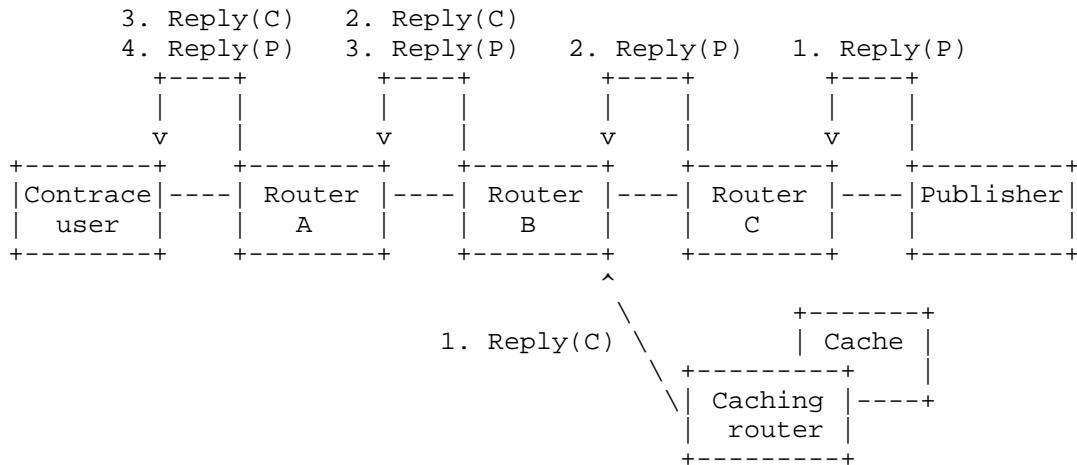 3. Reply(C) 2. Reply(C)
4. Reply(P) 3. Reply(P) 2. Reply(P) 1. Reply(P)
Contrace Router Router Router Publisher
user A B C
1. Reply(C) Cache
Caching
router